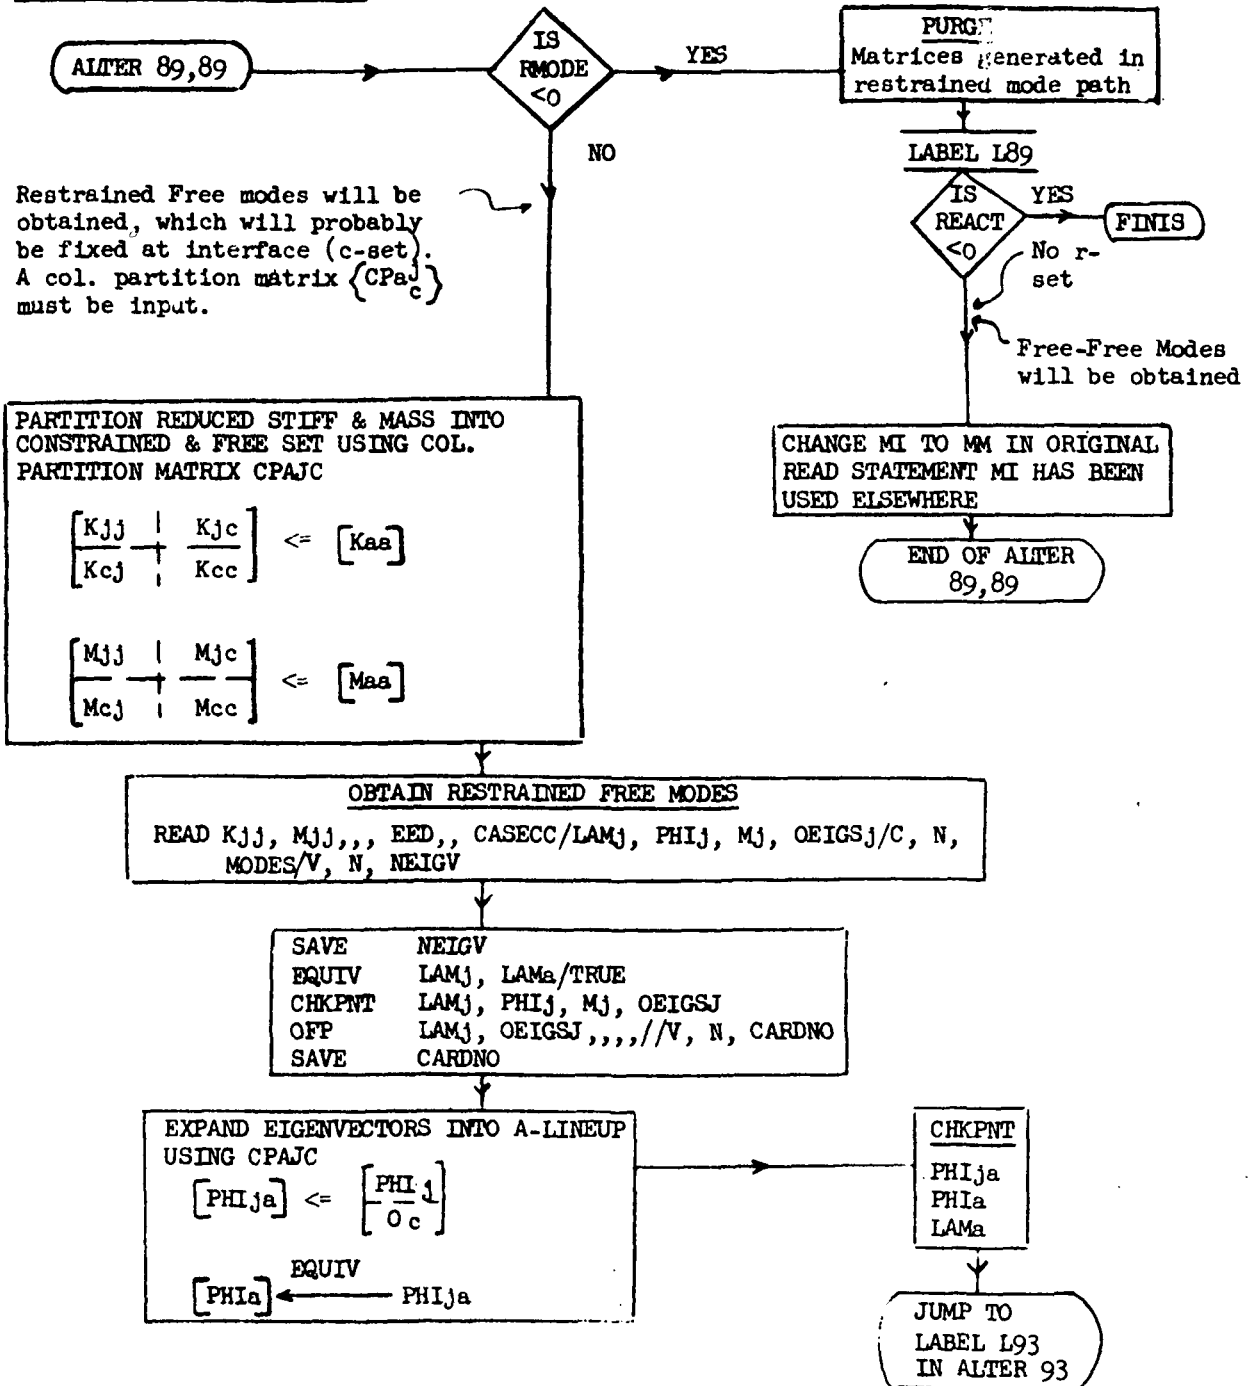 ALTER 89,89
IS
RMODE
<0
YES
NO
PURGE
Matrices generated in
restrained mode path
LABEL L89
IS
REACT
<0
YES
FINIS
No r-
set
Free-Free Modes
will be obtained
CHANGE MI TO MM IN ORIGINAL
READ STATEMENT MI HAS BEEN
USED ELSEWHERE
END OF ALTER
89,89
Restrained Free modes will be
obtained, which will probably
be fixed at interface (c-set).
A col. partition matrix {CPa j c}
must be input.
PARTITION REDUCED STIFF & MASS INTO
CONSTRAINED & FREE SET USING COL.
PARTITION MATRIX CPAJC
[Kjj | Kjc] <= [Kaa]
[Kcj | Kcc]
[Mjj | Mjc] <= [Maa]
[Mcj | Mcc]
OBTAIN RESTRAINED FREE MODES
READ Kjj, Mjj,,, EED,, CASECC/LAMj, PHIj, Mj, OEIGSj/C, N,
MODES/V, N, NEIGV
SAVE NEIGV
EQUIV LAMj, LAMa/TRUE
CHKPNT LAMj, PHIj, Mj, OEIGSJ
OFP LAMj, OEIGSJ,,,,//V, N, CARDNO
SAVE CARDNO
EXPAND EIGENVECTORS INTO A-LINEUP
USING CPAJC
[PHIja] <= [PHIj]
[Oc]
EQUIV
[PHIa] ← PHIja
CHKPNT
PHIja
PHIa
LAMa
JUMP TO
LABEL L93
IN ALTER 93